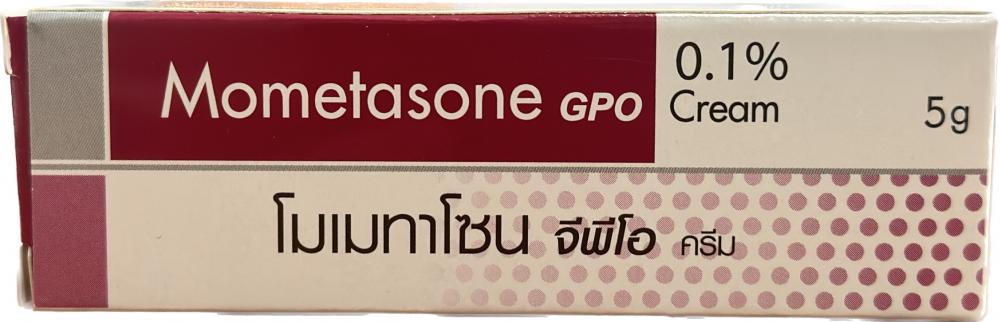 Mometasone GPO
0.1%
Cream
5g
โมเมทาโซน จีพีโอ ครีม